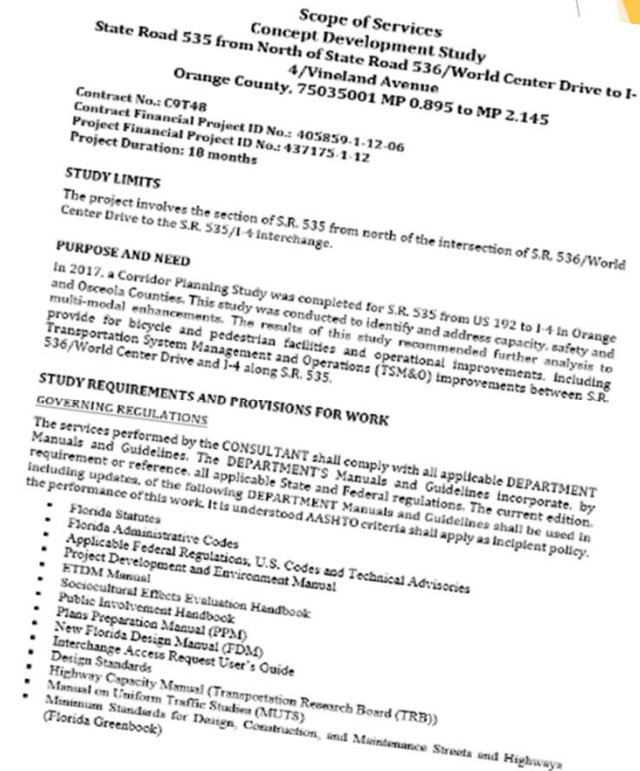 Scope of Services
Concept Development Study
State Road 535 from North of State Road 536/World Center Drive to I-
4/Vineland Avenue
Orange County, 75035001 MP 0.895 to MP 2.145
Contract No.: C9T48
Contract Financial Project ID No.: 405859-1-12-06
Project Financial Project ID No.: 437175-1-12
Project Duration: 18 months
STUDY LIMITS
The project involves the section of S.R. 535 from north of the intersection of S.R. 536/World
Center Drive to the S.R. 535/I-4 interchange.
PURPOSE AND NEED
In 2017, a Corridor Planning Study was completed for S.R. 535 from US 192 to I-4 in Orange
and Osceola Counties. This study was conducted to identify and address capacity, safety and
multi-modal enhancements. The results of this study recommended further analysis to
provide for bicycle and pedestrian facilities and operational improvements, including
Transportation System Management and Operations (TSM&O) improvements between S.R.
536/World Center Drive and I-4 along S.R. 535.
STUDY REQUIREMENTS AND PROVISIONS FOR WORK
GOVERNING REGULATIONS
The services performed by the CONSULTANT shall comply with all applicable DEPARTMENT
Manuals and Guidelines. The DEPARTMENT'S Manuals and Guidelines incorporate, by
requirement or reference, all applicable State and Federal regulations. The current edition,
including updates, of the following DEPARTMENT Manuals and Guidelines shall be used in
the performance of this work. It is understood AASHTO criteria shall apply as incipient policy.
▪ Florida Statutes
▪ Florida Administrative Codes
▪ Applicable Federal Regulations, U.S. Codes and Technical Advisories
▪ Project Development and Environment Manual
▪ ETDM Manual
▪ Sociocultural Effects Evaluation Handbook
▪ Public Involvement Handbook
▪ Plans Preparation Manual (PPM)
▪ New Florida Design Manual (FDM)
▪ Interchange Access Request User's Guide
▪ Design Standards
▪ Highway Capacity Manual (Transportation Research Board (TRB))
▪ Manual on Uniform Traffic Studies (MUTS)
▪ Minimum Standards for Design, Construction, and Maintenance Streets and Highways
(Florida Greenbook)